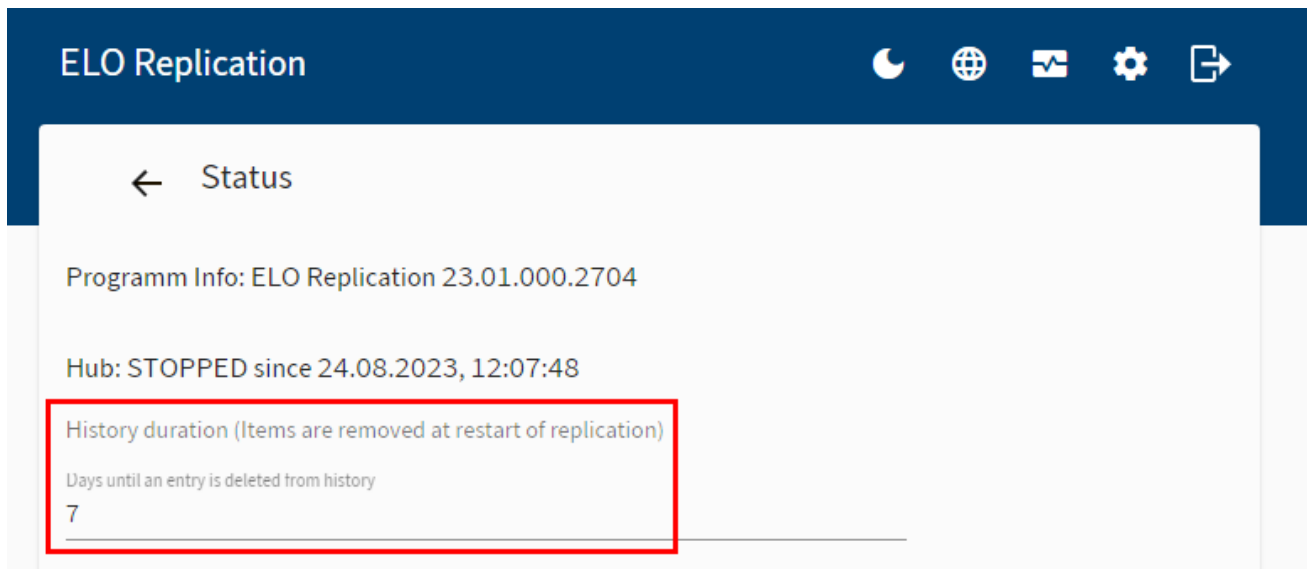 ELO Replication
Status
Programm Info: ELO Replication 23.01.000.2704
Hub: STOPPED since 24.08.2023, 12:07:48
History duration (Items are removed at restart of replication)
Days until an entry is deleted from history
7